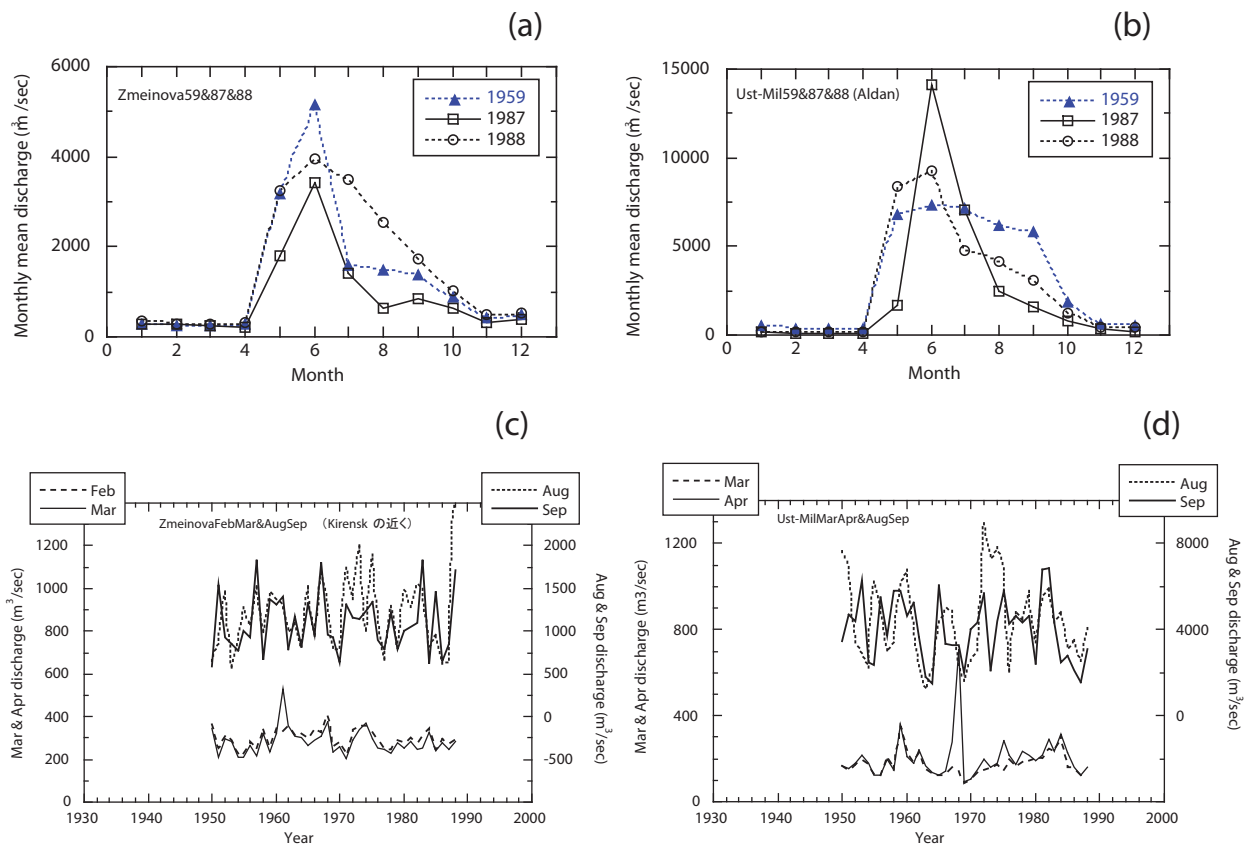 (a)
Monthly mean discharge (m³/sec)
6000
4000
2000
0
Zmeinova59&87&88
1959
1987
1988
0 2 4 6 8 10 12
Month
(b)
Monthly mean discharge (m³/sec)
15000
10000
5000
0
Ust-Mil59&87&88 (Aldan)
1959
1987
1988
0 2 4 6 8 10 12
Month
(c)
Feb
Mar
Aug
Sep
ZmeinovaFebMar&AugSep (Kirensk の近く)
Mar & Apr discharge (m³/sec)
1200
1000
800
600
400
200
0
2000
1500
1000
500
0
-500
Aug & Sep discharge (m³/sec)
1930 1940 1950 1960 1970 1980 1990 2000
Year
(d)
Mar
Apr
Aug
Sep
Ust-MilMarApr&AugSep
Mar & Apr discharge (m3/sec)
1200
800
400
0
8000
4000
0
Aug & Sep discharge (m³/sec)
1930 1940 1950 1960 1970 1980 1990 2000
Year